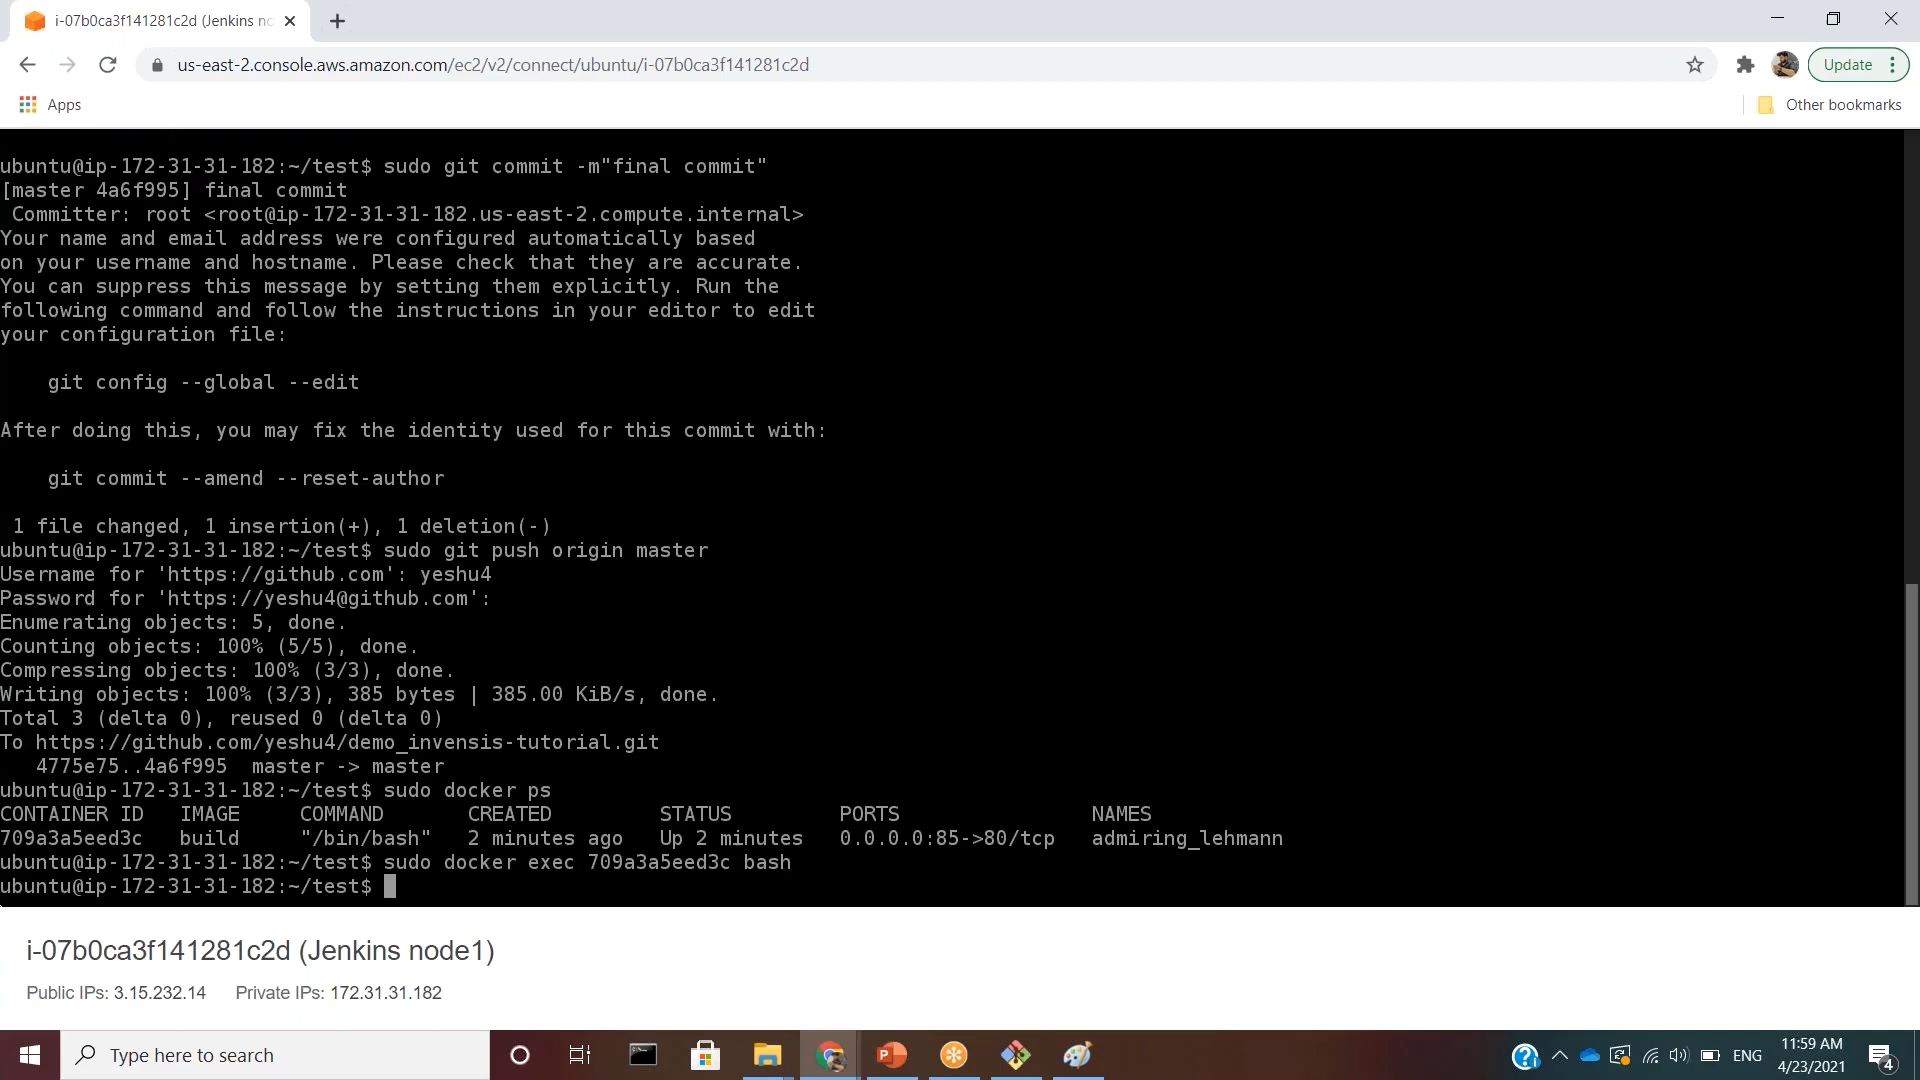 i-07b0ca3f141281c2d (Jenkins no
us-east-2.console.aws.amazon.com/ec2/v2/connect/ubuntu/i-07b0ca3f141281c2d
Update
Apps
Other bookmarks
ubuntu@ip-172-31-31-182:~/test$ sudo git commit -m"final commit"
[master 4a6f995] final commit
 Committer: root <root@ip-172-31-31-182.us-east-2.compute.internal>
Your name and email address were configured automatically based
on your username and hostname. Please check that they are accurate.
You can suppress this message by setting them explicitly. Run the
following command and follow the instructions in your editor to edit
your configuration file:
    git config --global --edit
After doing this, you may fix the identity used for this commit with:
    git commit --amend --reset-author
 1 file changed, 1 insertion(+), 1 deletion(-)
ubuntu@ip-172-31-31-182:~/test$ sudo git push origin master
Username for 'https://github.com': yeshu4
Password for 'https://yeshu4@github.com':
Enumerating objects: 5, done.
Counting objects: 100% (5/5), done.
Compressing objects: 100% (3/3), done.
Writing objects: 100% (3/3), 385 bytes | 385.00 KiB/s, done.
Total 3 (delta 0), reused 0 (delta 0)
To https://github.com/yeshu4/demo_invensis-tutorial.git
   4775e75..4a6f995  master -> master
ubuntu@ip-172-31-31-182:~/test$ sudo docker ps
CONTAINER ID   IMAGE     COMMAND       CREATED         STATUS         PORTS                NAMES
709a3a5eed3c   build     "/bin/bash"   2 minutes ago   Up 2 minutes   0.0.0.0:85->80/tcp   admiring_lehmann
ubuntu@ip-172-31-31-182:~/test$ sudo docker exec 709a3a5eed3c bash
ubuntu@ip-172-31-31-182:~/test$
i-07b0ca3f141281c2d (Jenkins node1)
Public IPs: 3.15.232.14 Private IPs: 172.31.31.182
Type here to search
ENG
11:59 AM
4/23/2021
4